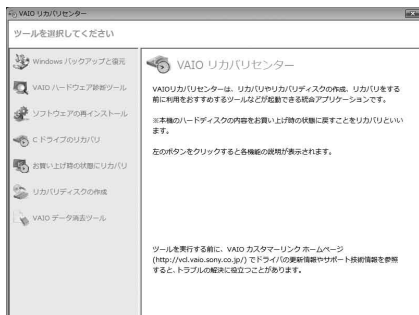 VAIO リカバリセンター
ツールを選択してください
Windows バックアップと復元
VAIO ハードウェア診断ツール
ソフトウェアの再インストール
C ドライブのリカバリ
お買い上げ時の状態にリカバリ
リカバリディスクの作成
VAIO データ消去ツール
VAIO リカバリセンター
VAIOリカバリセンターは、リカバリやリカバリディスクの作成、リカバリをする
前に利用をおすすめするツールなどが起動できる統合アプリケーションです。
※本機のハードディスクの内容をお買い上げ時の状態に戻すことをリカバリといい
ます。
左のボタンをクリックすると各機能の説明が表示されます。
ツールを実行する前に、VAIO カスタマーリンク ホームページ
(http://vcl.vaio.sony.co.jp/) でドライバの更新情報やサポート技術情報を参照
すると、トラブルの解決に役立つことがあります。